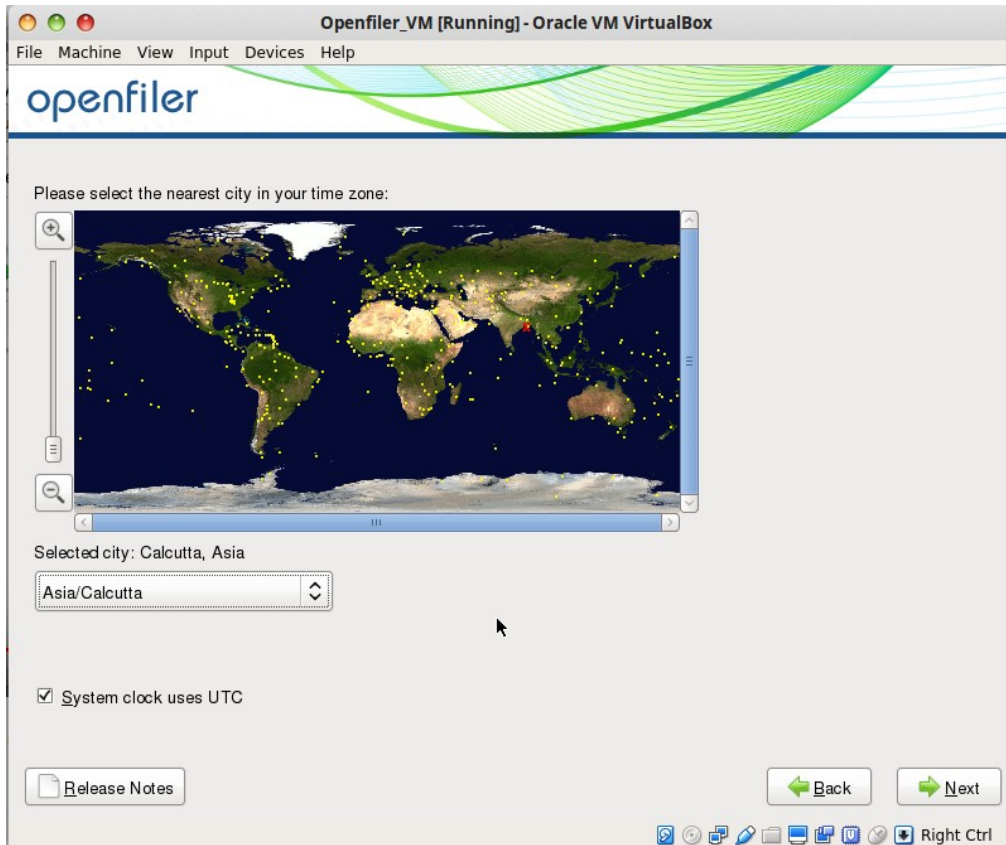 Openfiler_VM [Running] - Oracle VM VirtualBox
File Machine View Input Devices Help
openfiler
Please select the nearest city in your time zone:
Selected city: Calcutta, Asia
Asia/Calcutta
System clock uses UTC
Release Notes
Back
Next
Right Ctrl